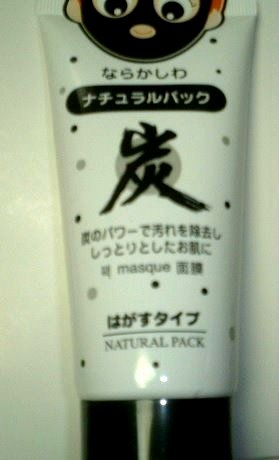 ならかしわ
ナチュラルパック
炭
炭のパワーで汚れを除去し
しっとりとしたお肌に
팩 masque 面膜
はがすタイプ
NATURAL PACK